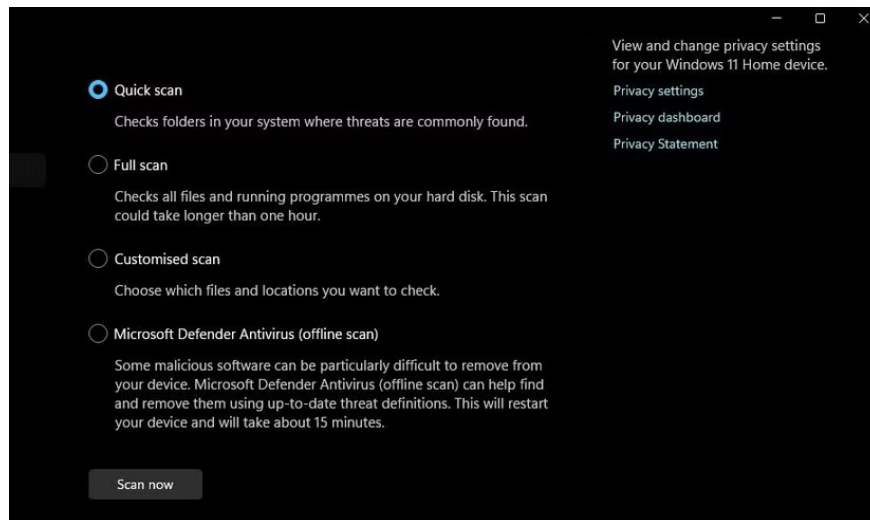 View and change privacy settings
for your Windows 11 Home device.
Privacy settings
Privacy dashboard
Privacy Statement
Quick scan
Checks folders in your system where threats are commonly found.
Full scan
Checks all files and running programmes on your hard disk. This scan
could take longer than one hour.
Customised scan
Choose which files and locations you want to check.
Microsoft Defender Antivirus (offline scan)
Some malicious software can be particularly difficult to remove from
your device. Microsoft Defender Antivirus (offline scan) can help find
and remove them using up-to-date threat definitions. This will restart
your device and will take about 15 minutes.
Scan now